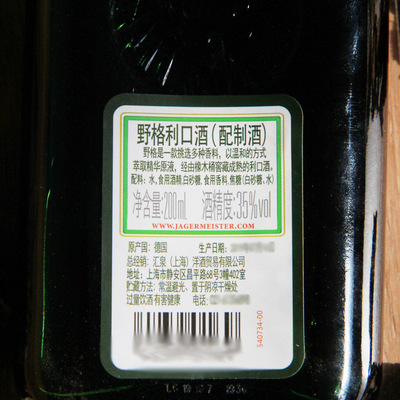 野格利口酒(配制酒)
野格是一款挑选多种香料，以温和的方式
萃取精华原液，经由橡木桶窖藏成熟的利口酒。
配料：水,食用酒精,白砂糖,食用香料,焦糖(白砂糖,水)
净含量:200mL 酒精度:35%vol
WWW.JAGERMEISTER.COM
原产国：德国 生产日期：
总经销：汇泉（上海）洋酒贸易有限公司
地址：上海市静安区昌平路68号3幢402室
贮藏方法：常温避光、置于阴凉干燥处
过量饮酒 有害健康 电话：
540734-00